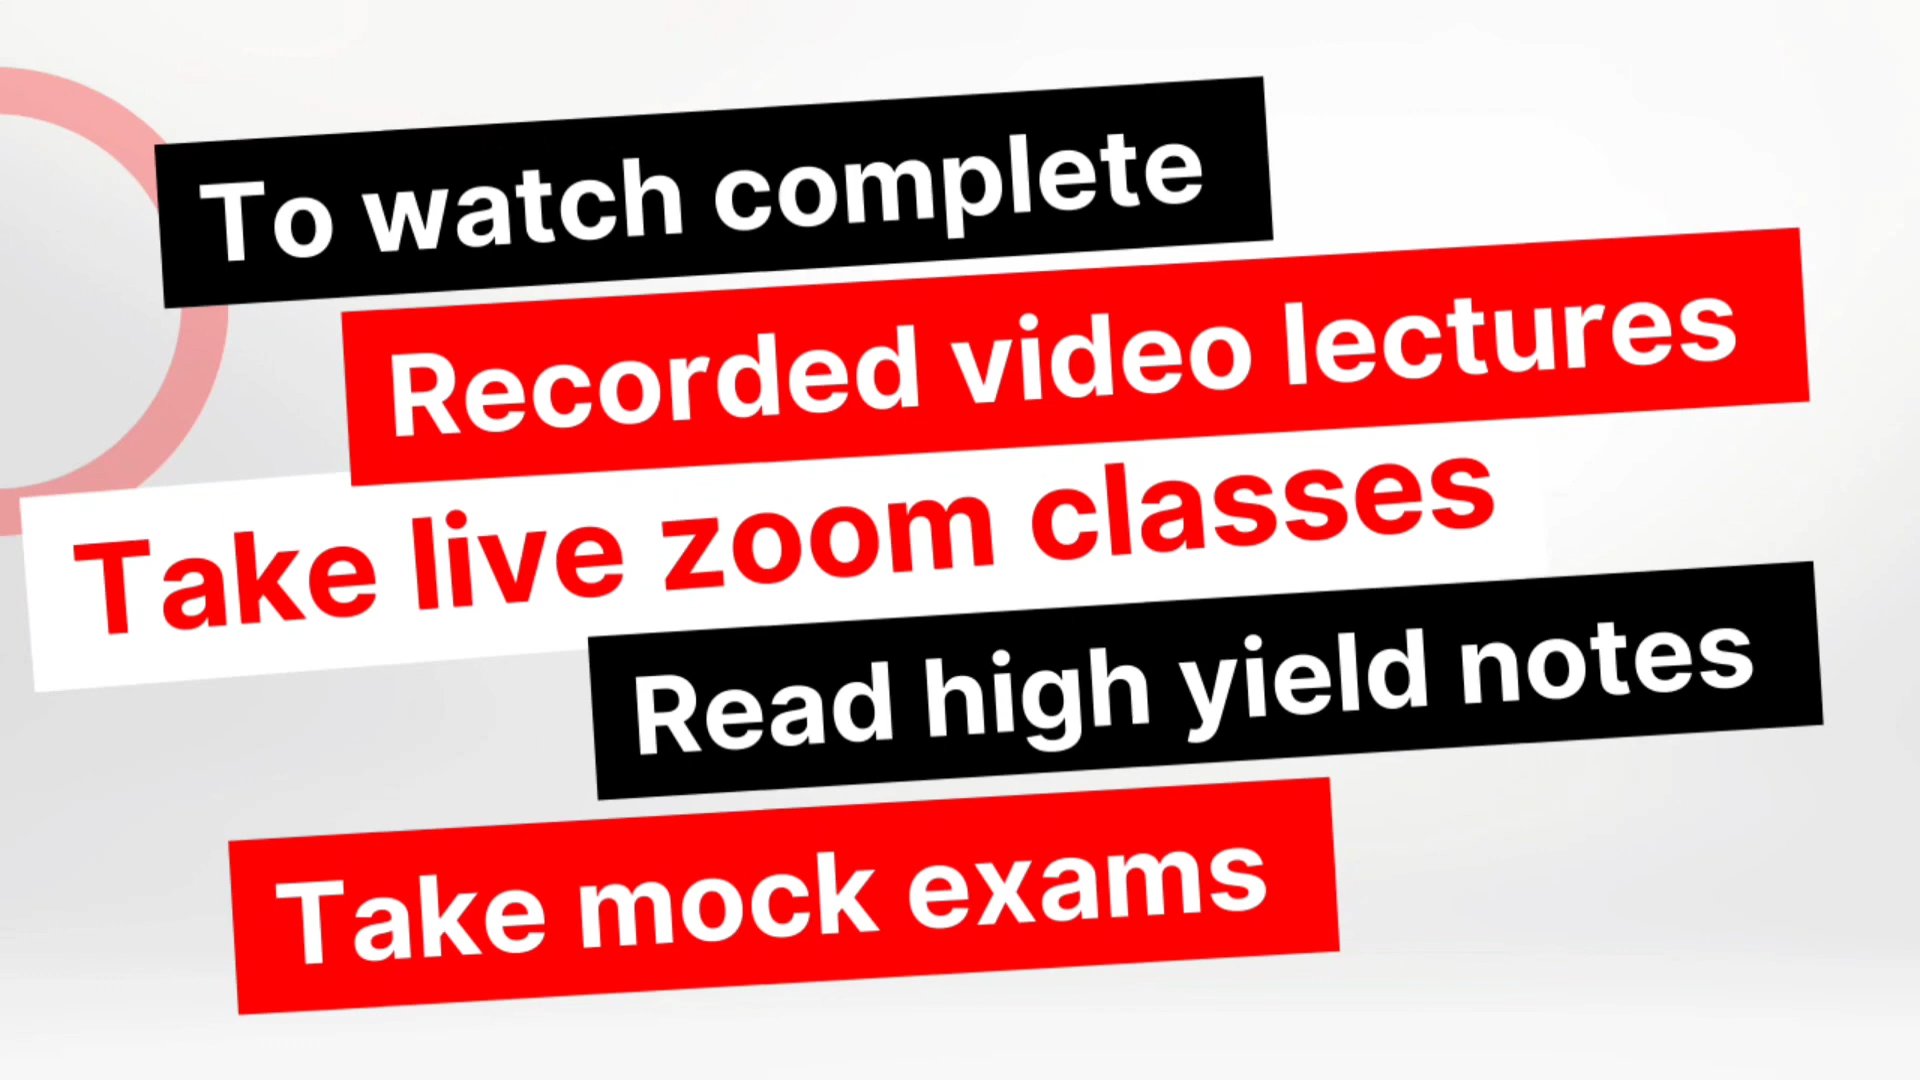 To watch complete
Recorded video lectures
Take live zoom classes
Read high yield notes
Take mock exams